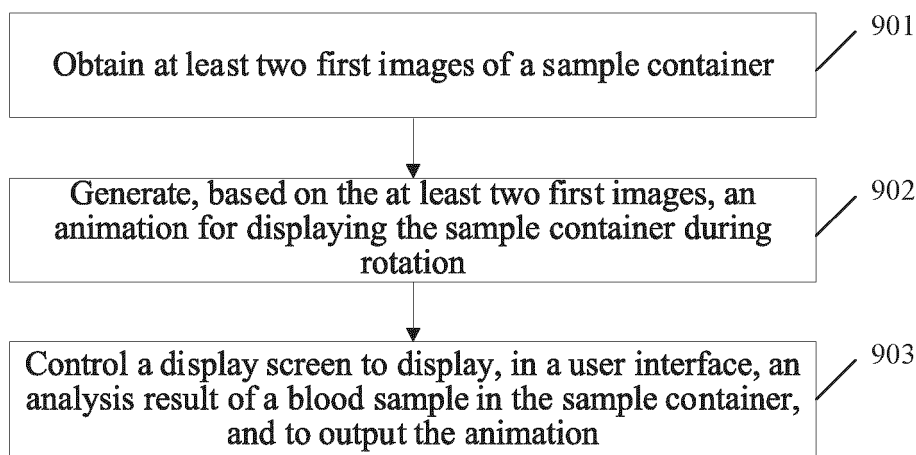 901
Obtain at least two first images of a sample container
902
Generate, based on the at least two first images, an
animation for displaying the sample container during
rotation
903
Control a display screen to display, in a user interface, an
analysis result of a blood sample in the sample container,
and to output the animation